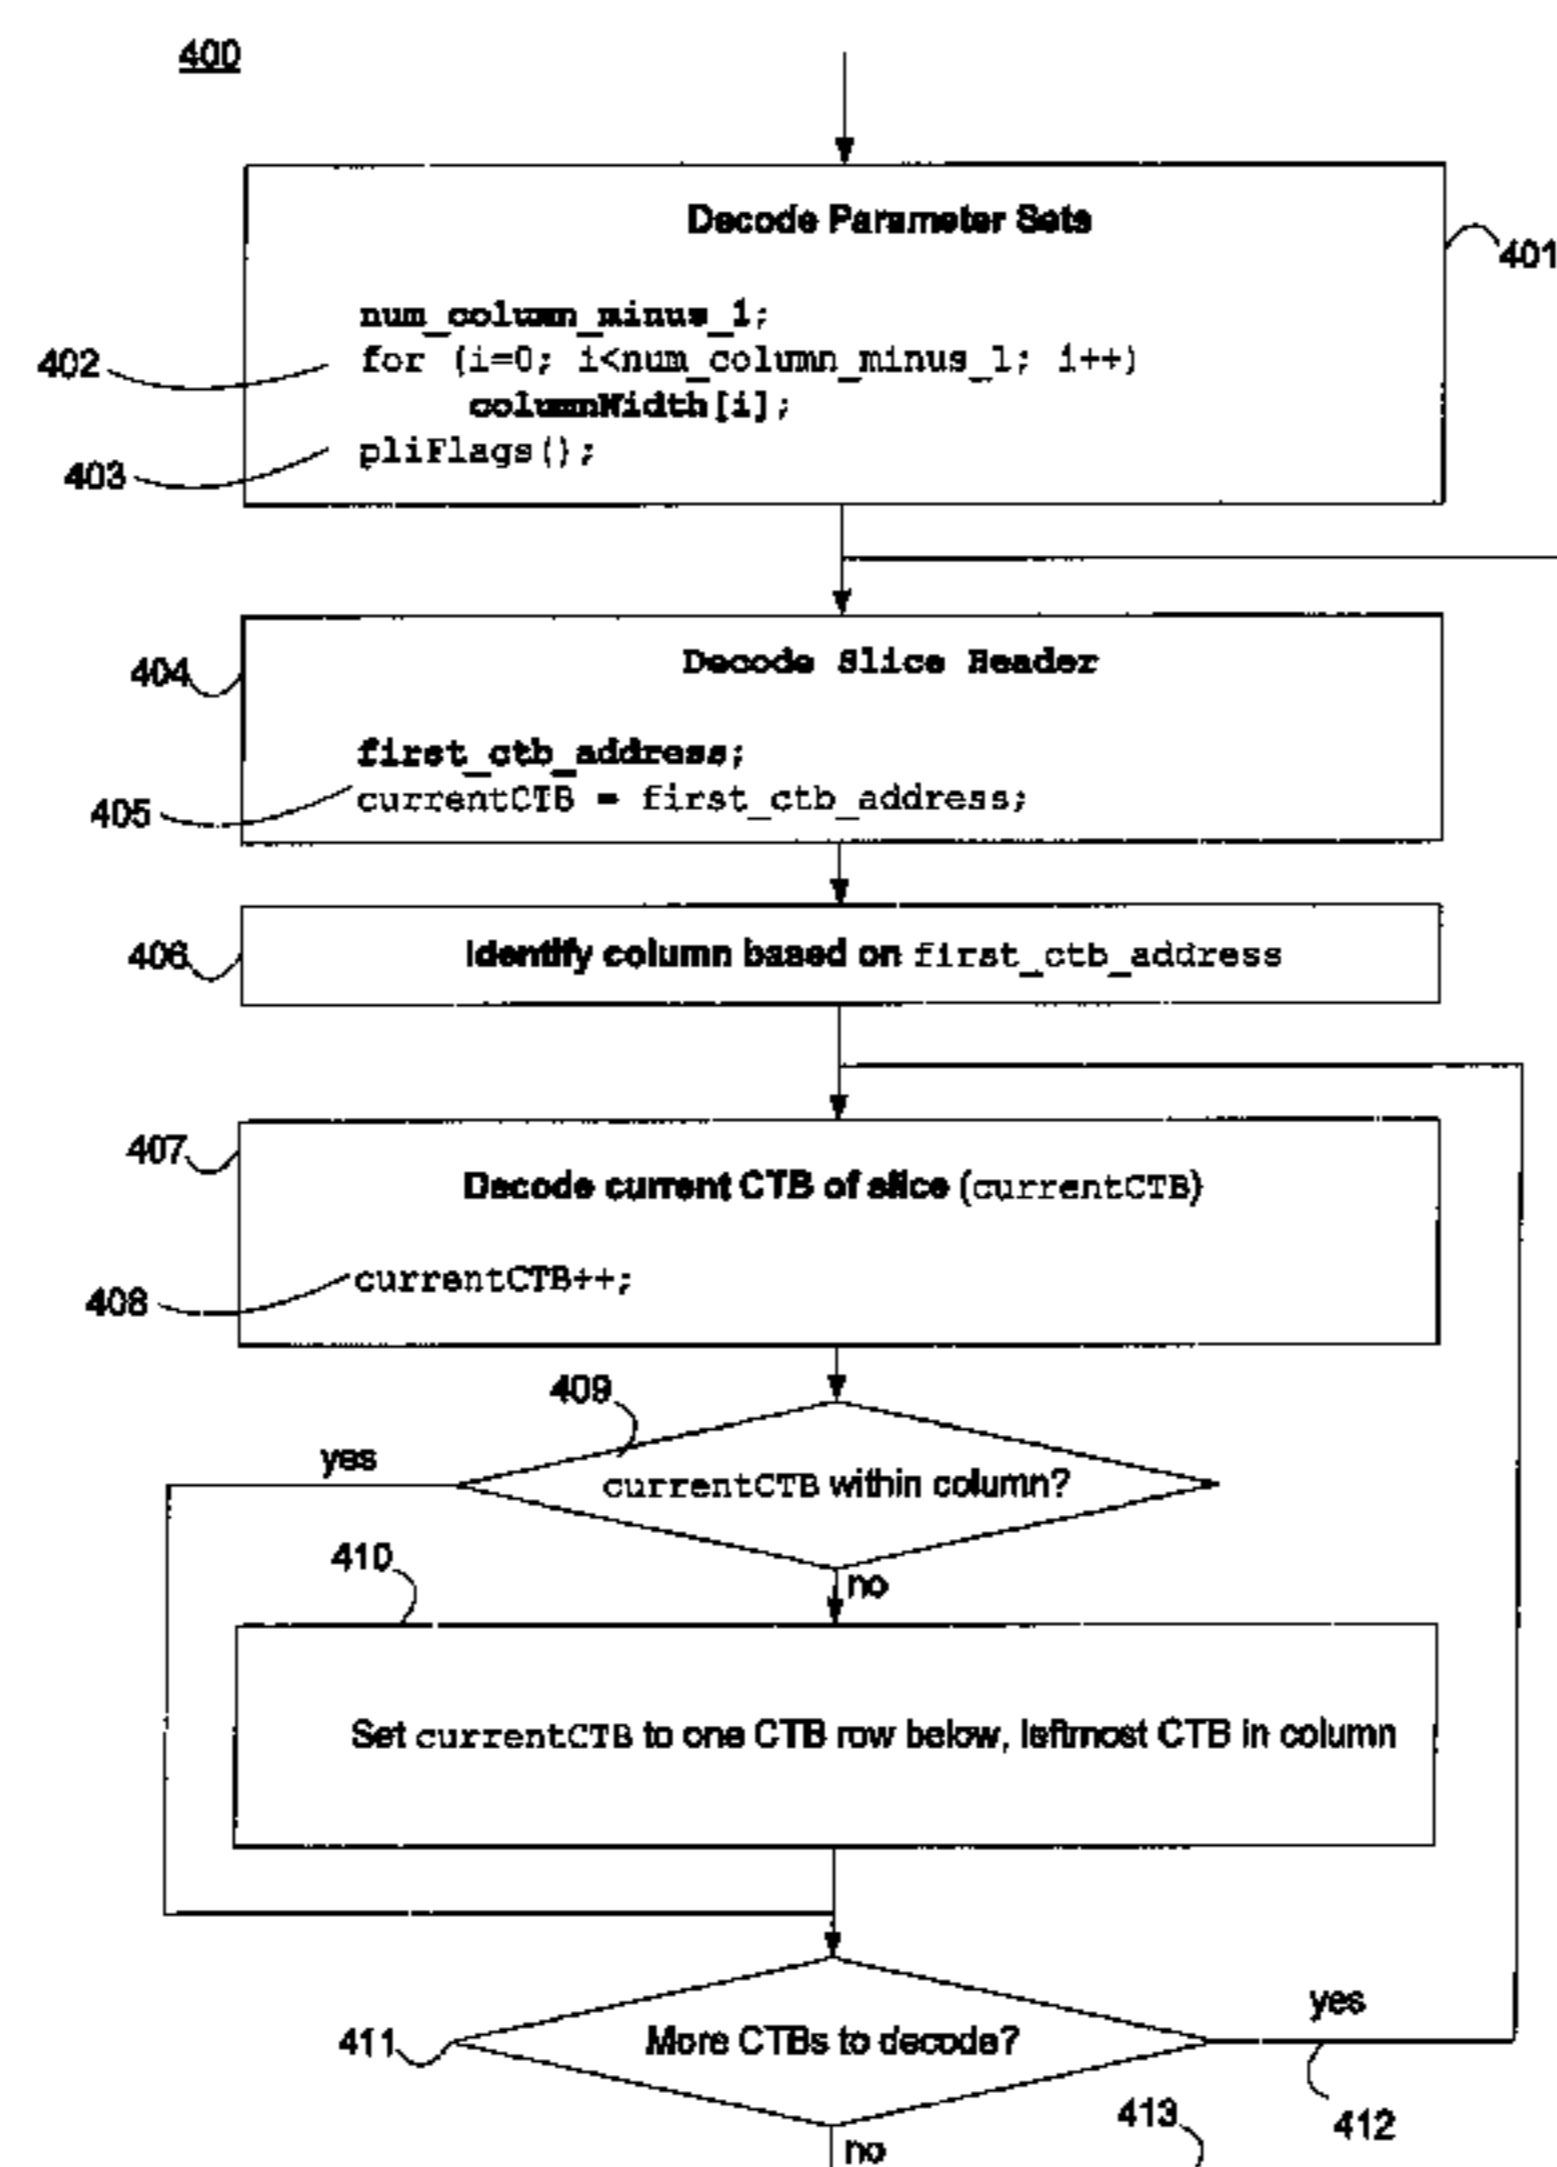 400
Decode Parameter Sets
401
num_column_minus_1;
402
for (i=0; i<num_column_minus_1; i++)
columnWidth[i];
403
pliFlags();
404
Decode Slice Header
first_ctb_address;
405
currentCTB = first_ctb_address;
406
Identify column based on first_ctb_address
407
Decode current CTB of slice (currentCTB)
408
currentCTB++;
409
yes
currentCTB within column?
410
no
Set currentCTB to one CTB row below, leftmost CTB in column
yes
411
More CTBs to decode?
413
412
no